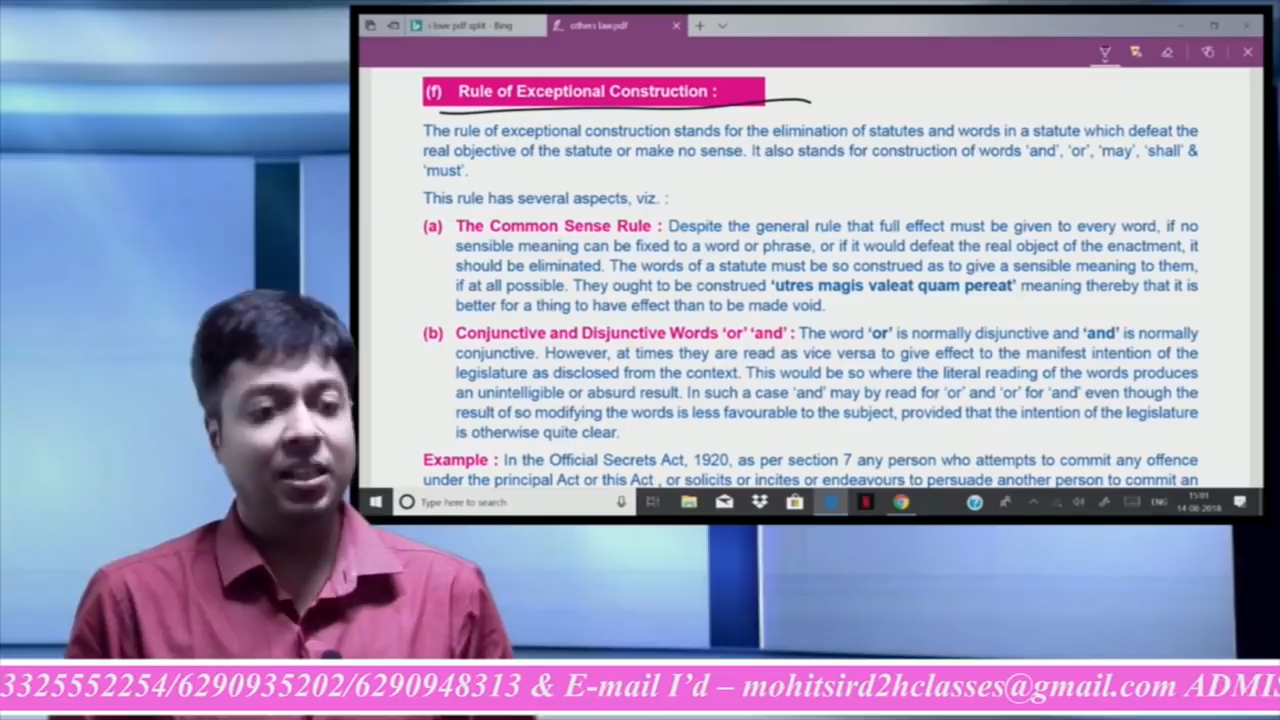 i love pdf split - Bing
others law.pdf
(f) Rule of Exceptional Construction :
The rule of exceptional construction stands for the elimination of statutes and words in a statute which defeat the
real objective of the statute or make no sense. It also stands for construction of words ‘and’, ‘or’, ‘may’, ‘shall’ &
‘must’.
This rule has several aspects, viz. :
(a) The Common Sense Rule : Despite the general rule that full effect must be given to every word, if no
sensible meaning can be fixed to a word or phrase, or if it would defeat the real object of the enactment, it
should be eliminated. The words of a statute must be so construed as to give a sensible meaning to them,
if at all possible. They ought to be construed ‘utres magis valeat quam pereat’ meaning thereby that it is
better for a thing to have effect than to be made void.
(b) Conjunctive and Disjunctive Words ‘or’ ‘and’ : The word ‘or’ is normally disjunctive and ‘and’ is normally
conjunctive. However, at times they are read as vice versa to give effect to the manifest intention of the
legislature as disclosed from the context. This would be so where the literal reading of the words produces
an unintelligible or absurd result. In such a case ‘and’ may by read for ‘or’ and ‘or’ for ‘and’ even though the
result of so modifying the words is less favourable to the subject, provided that the intention of the legislature
is otherwise quite clear.
Example : In the Official Secrets Act, 1920, as per section 7 any person who attempts to commit any offence
under the principal Act or this Act , or solicits or incites or endeavours to persuade another person to commit an
Type here to search
ENG
15:01
14-08-2018
3325552254/6290935202/6290948313 & E-mail I’d – mohitsird2hclasses@gmail.com ADMIS